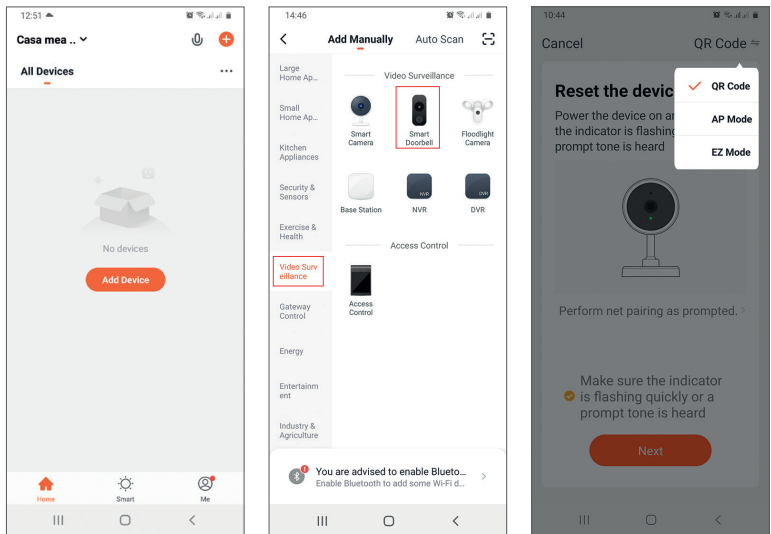 12:51
Casa mea ..
All Devices
No devices
Add Device
Home
Smart
Me
14:46
Add Manually
Auto Scan
Large
Home Ap...
Small
Home Ap...
Kitchen
Appliances
Security &
Sensors
Exercise &
Health
Video Surv
eillance
Gateway
Control
Energy
Entertainm
ent
Industry &
Agriculture
Video Surveillance
Smart
Camera
Smart
Doorbell
Floodlight
Camera
Base Station
NVR
NVR
DVR
DVR
Access Control
Access
Control
You are advised to enable Blueto...
Enable Bluetooth to add some Wi-Fi d...
10:44
Cancel
QR Code
QR Code
AP Mode
EZ Mode
Reset the devic
Power the device on an
the indicator is flashing
prompt tone is heard
Perform net pairing as prompted.
Make sure the indicator
is flashing quickly or a
prompt tone is heard
Next